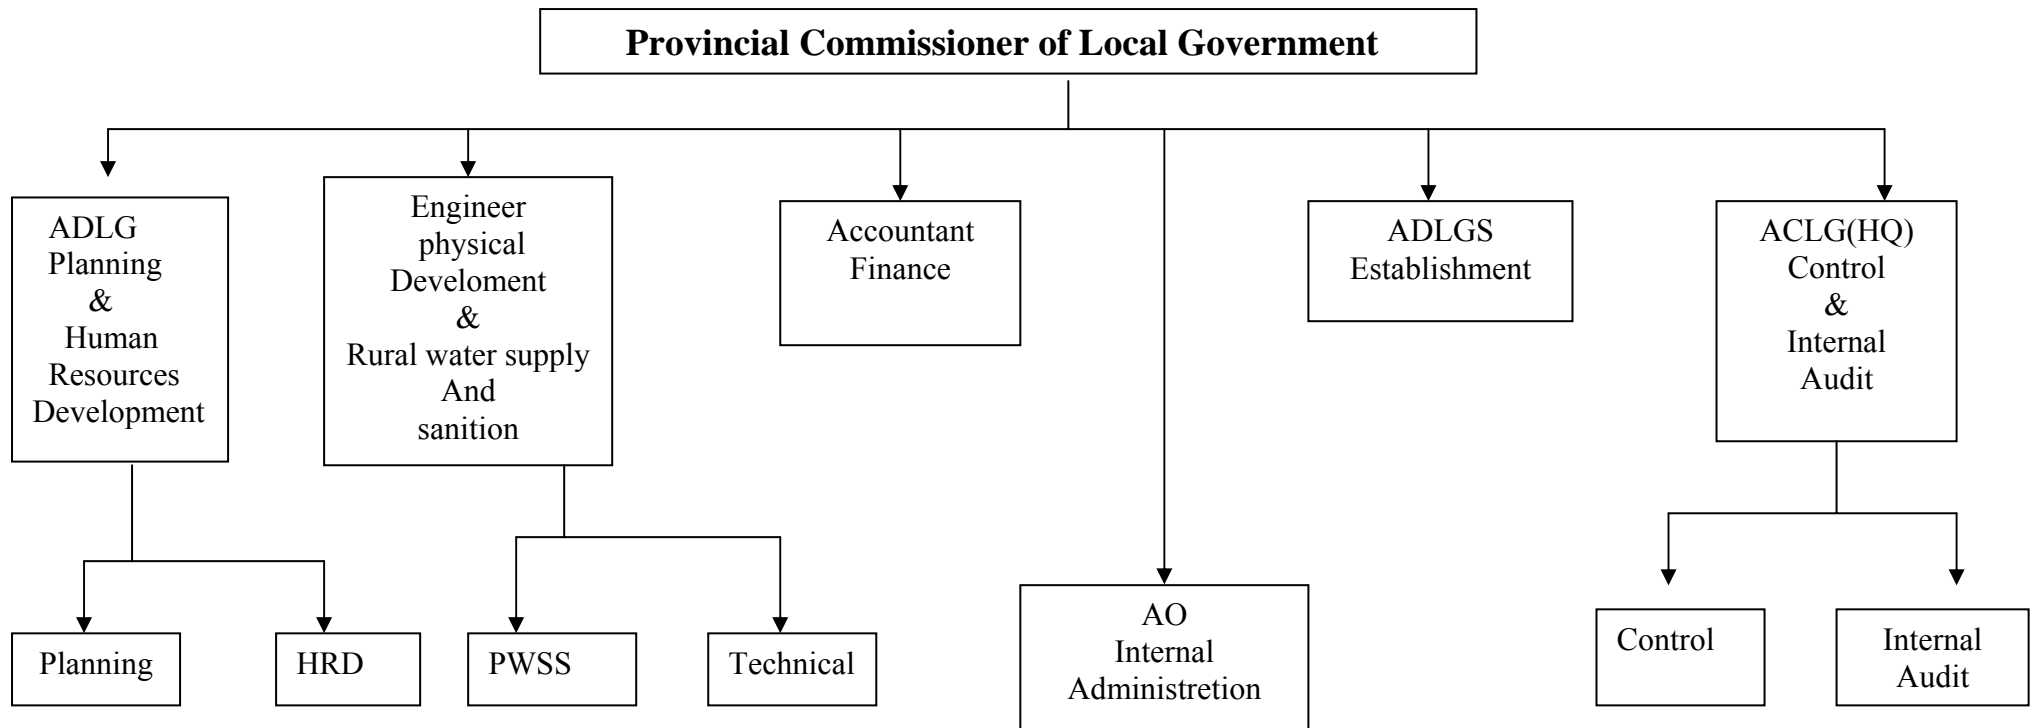 Provincial Commissioner of Local Government
ADLG
Planning
&
Human
Resources
Development
Engineer
physical
Develoment
&
Rural water supply
And
sanition
Accountant
Finance
ADLGS
Establishment
ACLG(HQ)
Control
&
Internal
Audit
Planning
HRD
PWSS
Technical
AO
Internal
Administretion
Control
Internal
Audit